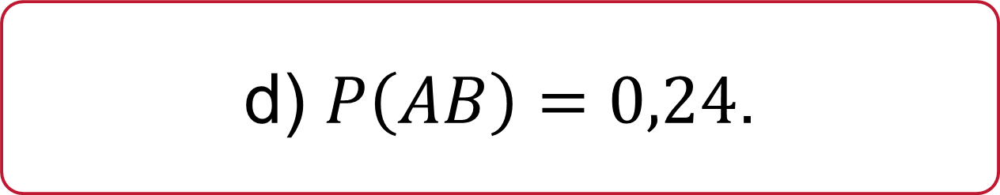 d) P(AB) = 0,24.